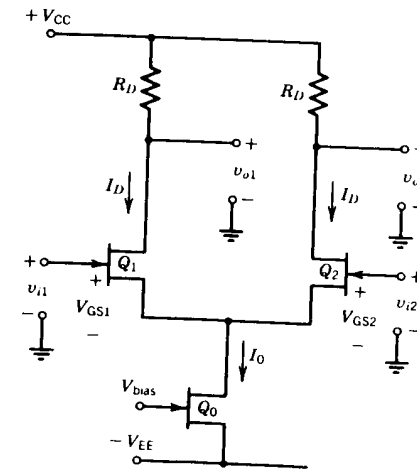 + V_CC
R_D
R_D
+
+
v_o1
v_o
I_D
I_D
−
−
+
Q_1
Q_2
+
+
+
v_i1
V_GS1
V_GS2
v_i2
−
−
−
−
I_0
V_bias
Q_0
− V_EE